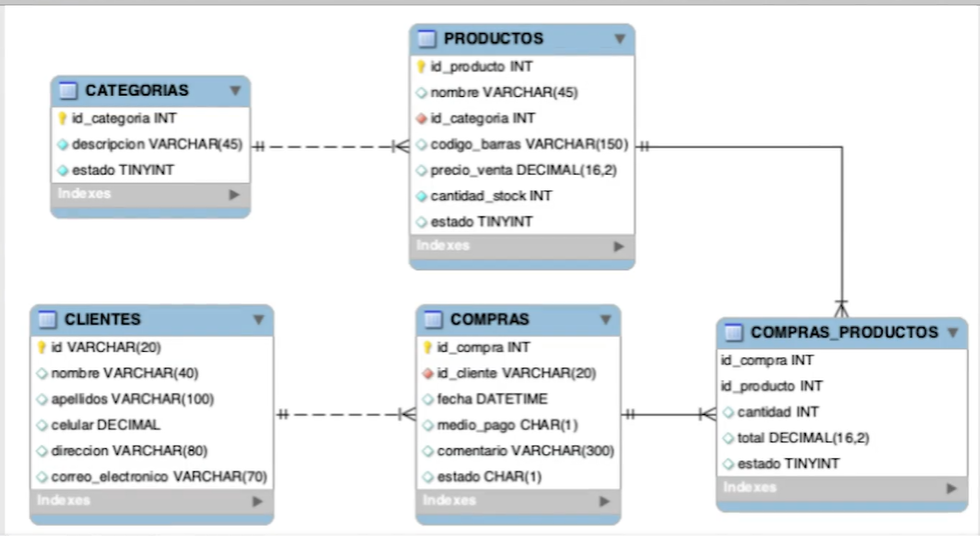 CATEGORIAS
id_categoria INT
descripcion VARCHAR(45)
estado TINYINT
Indexes
PRODUCTOS
id_producto INT
nombre VARCHAR(45)
id_categoria INT
codigo_barras VARCHAR(150)
precio_venta DECIMAL(16,2)
cantidad_stock INT
estado TINYINT
Indexes
CLIENTES
id VARCHAR(20)
nombre VARCHAR(40)
apellidos VARCHAR(100)
celular DECIMAL
direccion VARCHAR(80)
correo_electronico VARCHAR(70)
Indexes
COMPRAS
id_compra INT
id_cliente VARCHAR(20)
fecha DATETIME
medio_pago CHAR(1)
comentario VARCHAR(300)
estado CHAR(1)
Indexes
COMPRAS_PRODUCTOS
id_compra INT
id_producto INT
cantidad INT
total DECIMAL(16,2)
estado TINYINT
Indexes